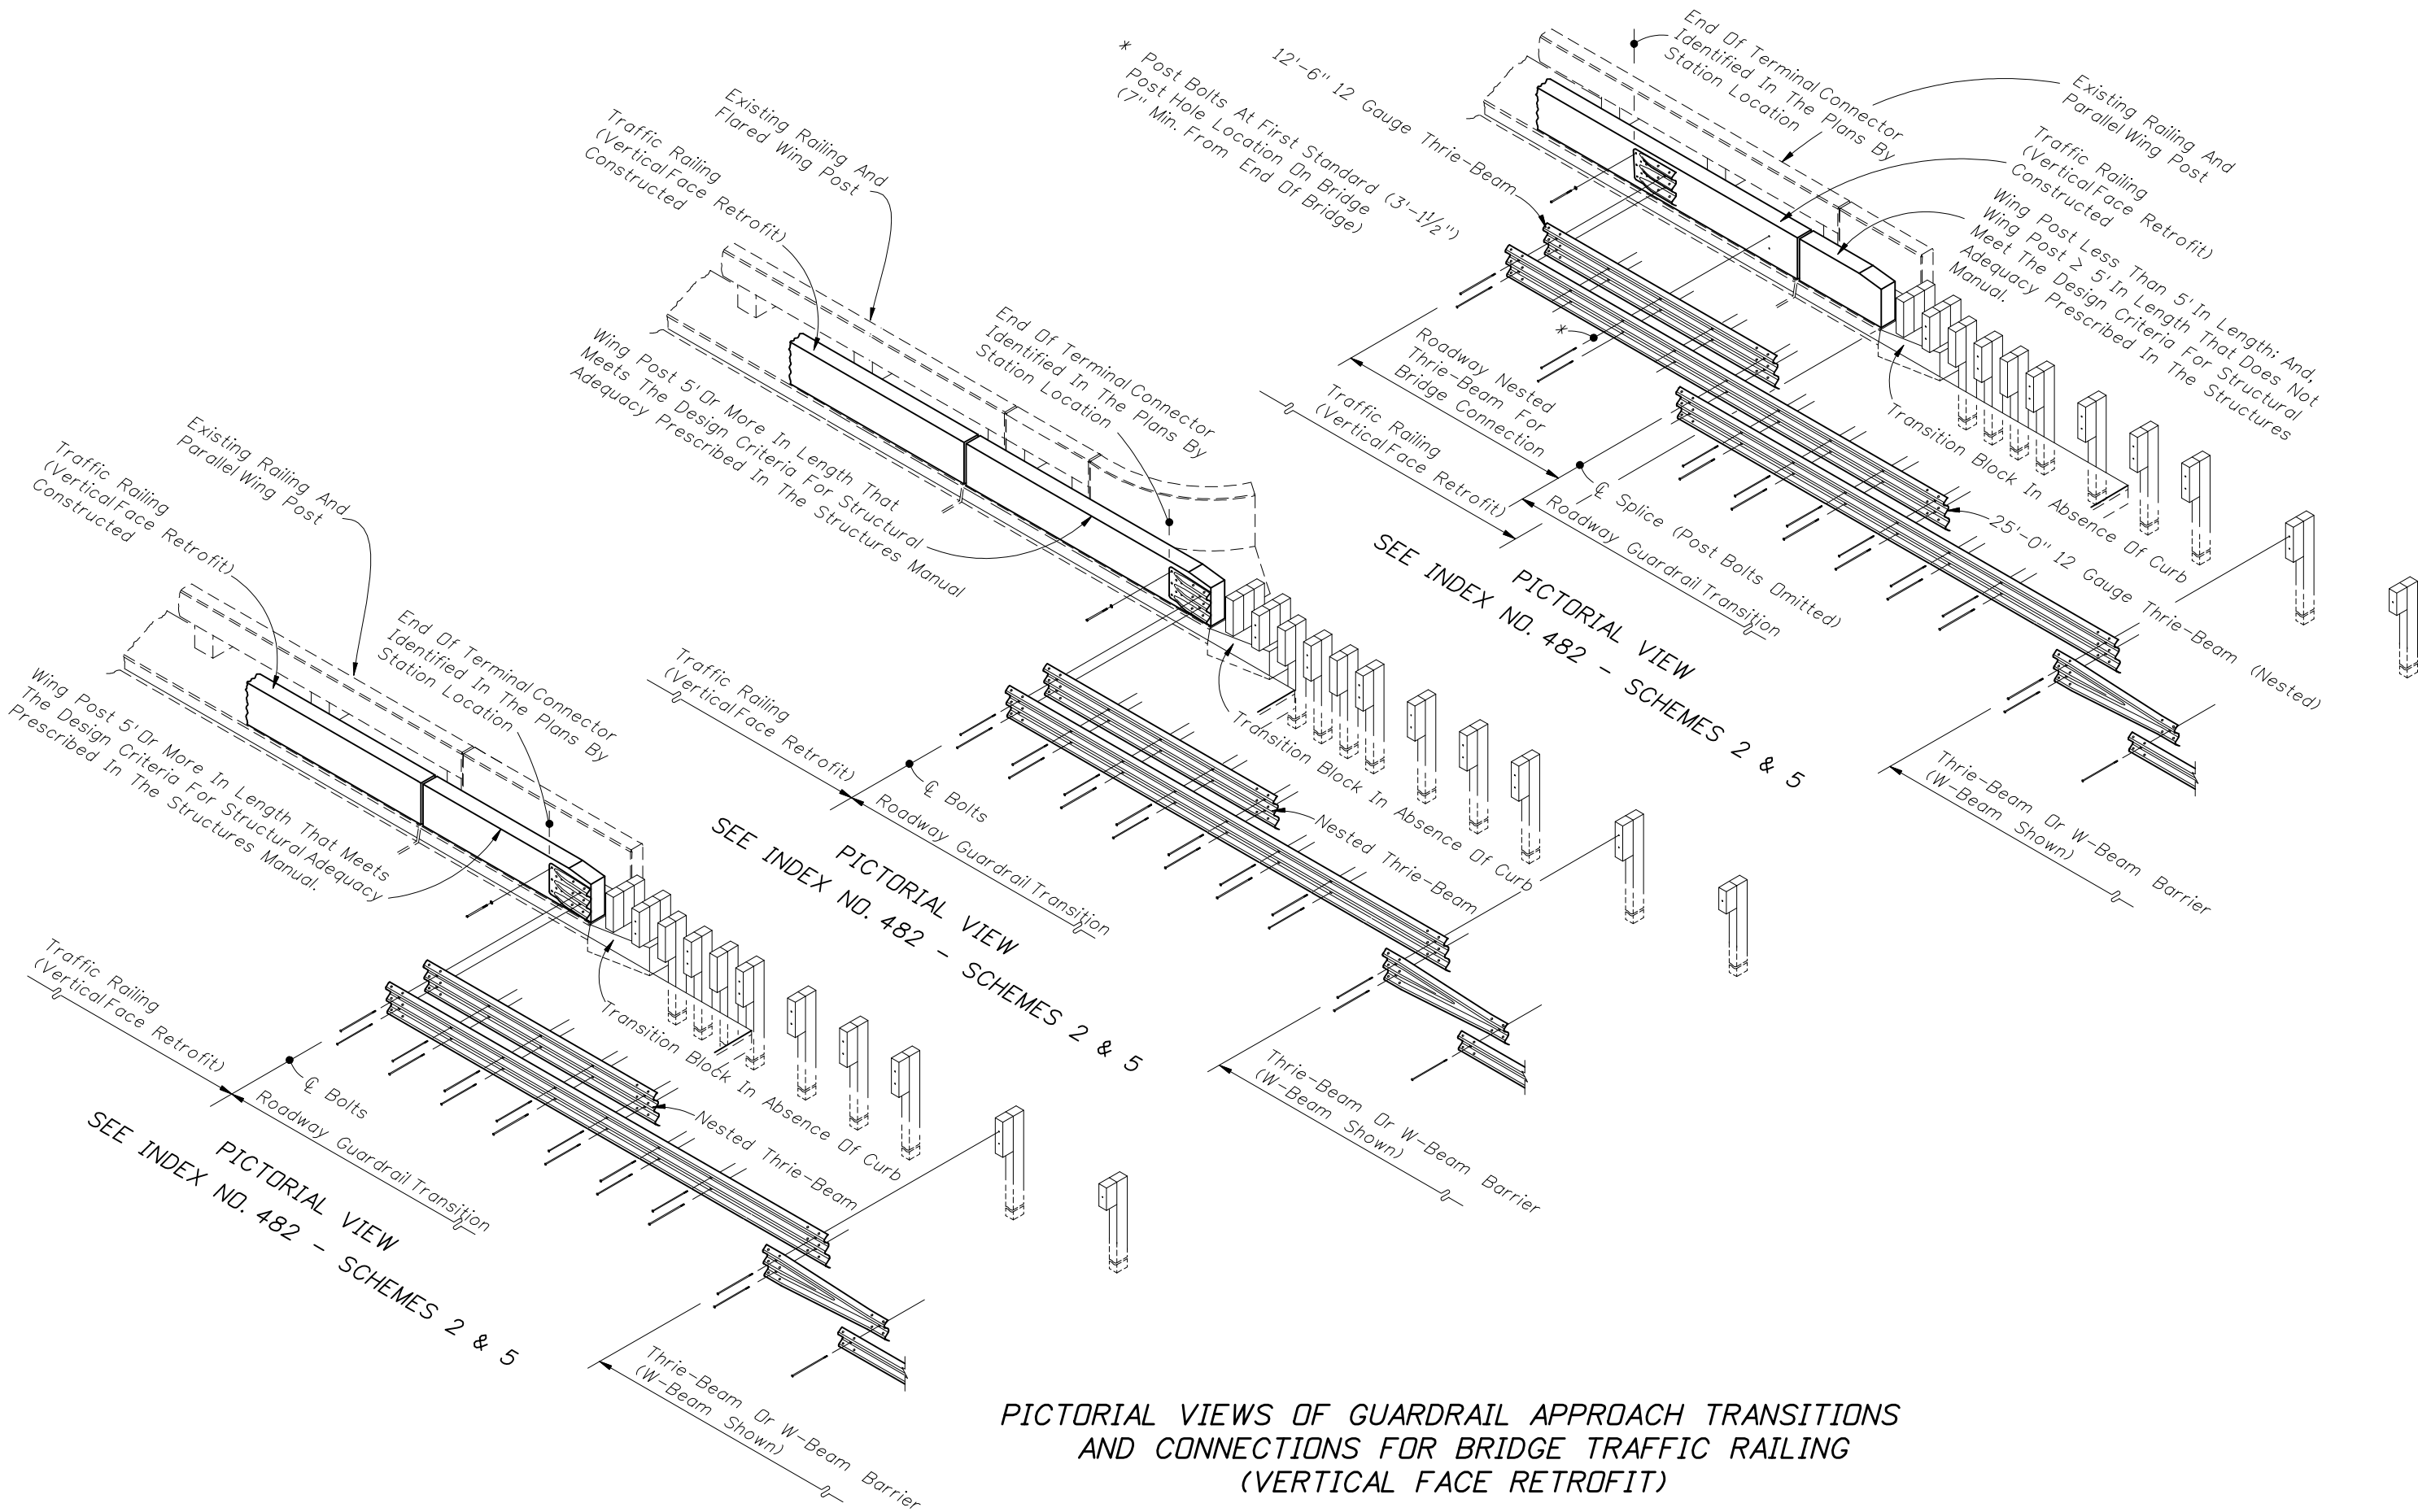 Traffic Railing
(Vertical Face Retrofit)
Constructed
Existing Railing And
Parallel Wing Post
End Of Terminal Connector
Identified In The Plans By
Station Location
Wing Post 5' Or More In Length That Meets
The Design Criteria For Structural Adequacy
Prescribed In The Structures Manual.
Traffic Railing
(Vertical Face Retrofit)
℄ Bolts
Roadway Guardrail Transition
Transition Block In Absence Of Curb
Nested Thrie-Beam
Thrie-Beam Or W-Beam Barrier
(W-Beam Shown)
PICTORIAL VIEW
SEE INDEX NO. 482 - SCHEMES 2 & 5
Traffic Railing
(Vertical Face Retrofit)
Constructed
Existing Railing And
Flared Wing Post
End Of Terminal Connector
Identified In The Plans By
Station Location
Wing Post 5' Or More In Length That
Meets The Design Criteria For Structural
Adequacy Prescribed In The Structures Manual
Traffic Railing
(Vertical Face Retrofit)
℄ Bolts
Roadway Guardrail Transition
Transition Block In Absence Of Curb
Nested Thrie-Beam
Thrie-Beam Or W-Beam Barrier
(W-Beam Shown)
PICTORIAL VIEW
SEE INDEX NO. 482 - SCHEMES 2 & 5
* Post Bolts At First Standard (3'-1½")
Post Hole Location On Bridge
(7" Min. From End Of Bridge)
12'-6" 12 Gauge Thrie-Beam
End Of Terminal Connector
Identified In The Plans By
Station Location
Existing Railing And
Parallel Wing Post
Traffic Railing
(Vertical Face Retrofit)
Constructed
Wing Post Less Than 5' In Length; And,
Wing Post ≥ 5' In Length That Does Not
Meet The Design Criteria For Structural
Adequacy Prescribed In The Structures
Manual.
*
Roadway Nested
Thrie-Beam For
Bridge Connection
Traffic Railing
(Vertical Face Retrofit)
℄ Splice (Post Bolts Omitted)
Roadway Guardrail Transition
Transition Block In Absence Of Curb
25'-0" 12 Gauge Thrie-Beam (Nested)
Thrie-Beam Or W-Beam Barrier
(W-Beam Shown)
PICTORIAL VIEW
SEE INDEX NO. 482 - SCHEMES 2 & 5
PICTORIAL VIEWS OF GUARDRAIL APPROACH TRANSITIONS
AND CONNECTIONS FOR BRIDGE TRAFFIC RAILING
(VERTICAL FACE RETROFIT)